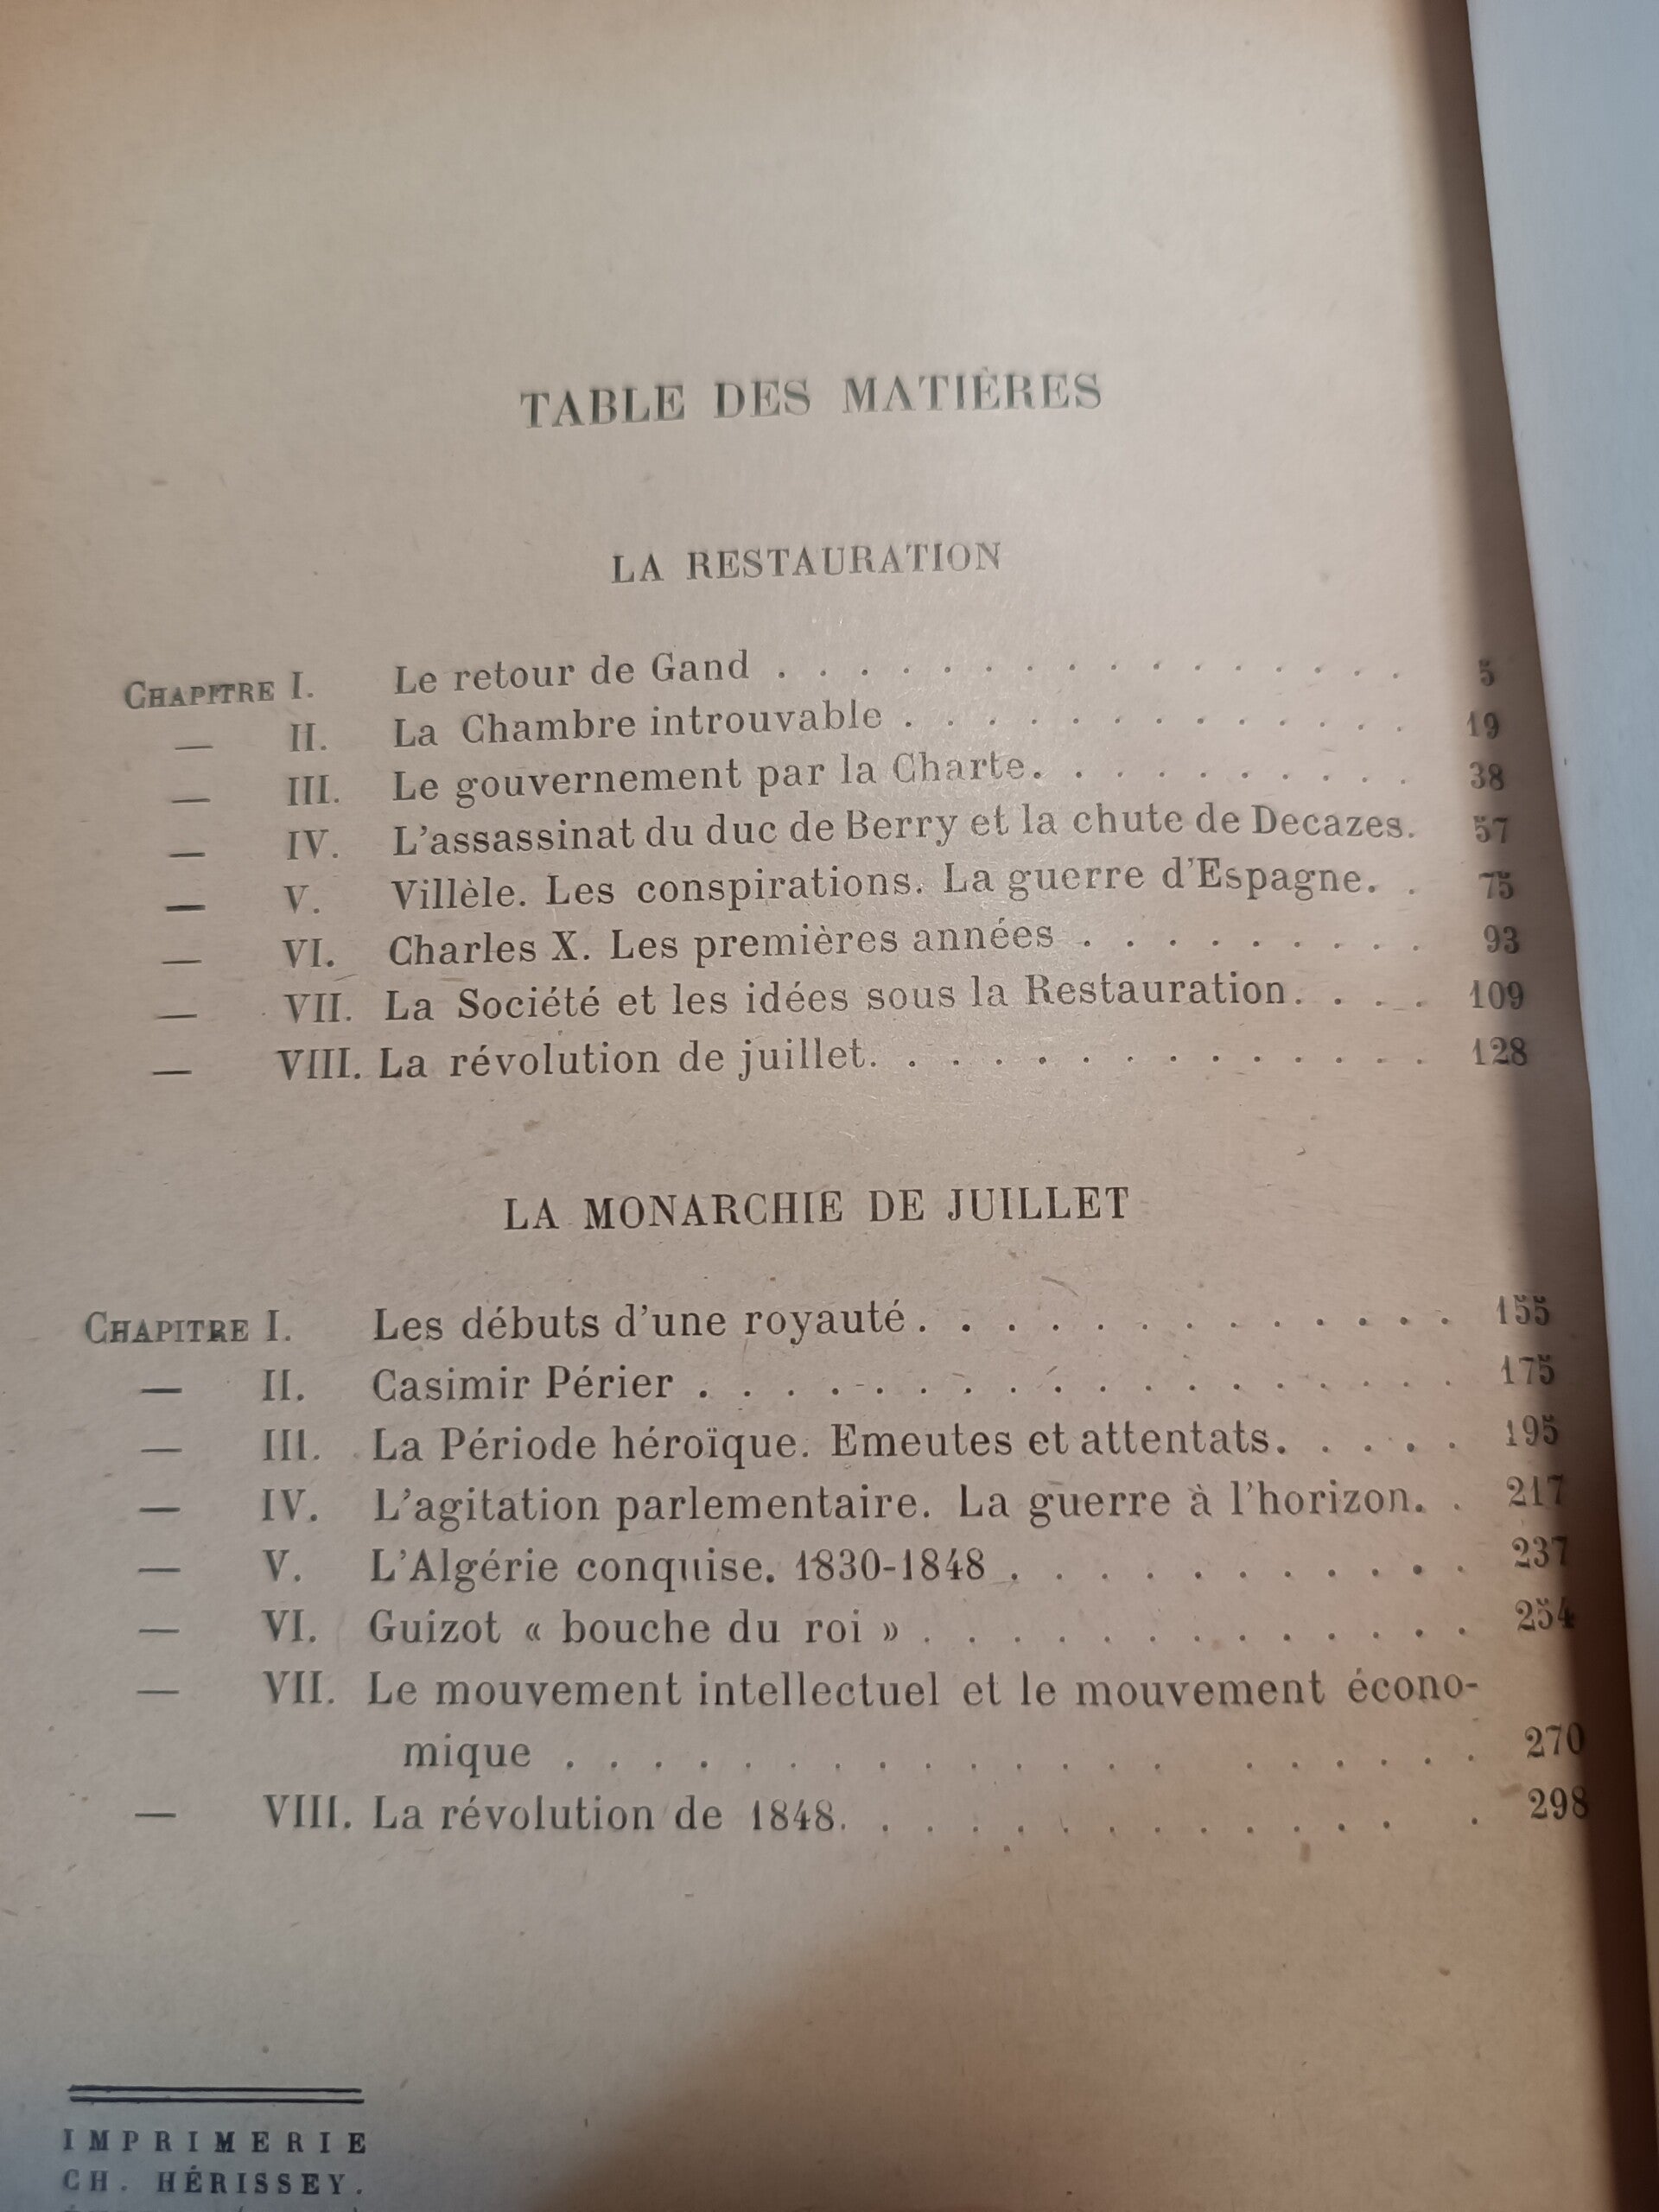 TABLE DES MATIÈRES
LA RESTAURATION
CHAPITRE I. Le retour de Gand . . . . . . . . . . . . . . . . 5
— II. La Chambre introuvable . . . . . . . . . . . . . 19
— III. Le gouvernement par la Charte. . . . . . . . . . 38
— IV. L'assassinat du duc de Berry et la chute de Decazes. 57
— V. Villèle. Les conspirations. La guerre d'Espagne. . 75
— VI. Charles X. Les premières années . . . . . . . . . 93
— VII. La Société et les idées sous la Restauration. . . . 109
— VIII. La révolution de juillet. . . . . . . . . . . . . . 128
LA MONARCHIE DE JUILLET
CHAPITRE I. Les débuts d'une royauté. . . . . . . . . . . . . 155
— II. Casimir Périer . . . . . . . . . . . . . . . . . . 175
— III. La Période héroïque. Emeutes et attentats. . . . . 195
— IV. L'agitation parlementaire. La guerre à l'horizon. . 217
— V. L'Algérie conquise. 1830-1848 . . . . . . . . . . . 237
— VI. Guizot « bouche du roi » . . . . . . . . . . . . . 254
— VII. Le mouvement intellectuel et le mouvement écono-
mique . . . . . . . . . . . . . . . . . . . . 270
— VIII. La révolution de 1848. . . . . . . . . . . . . . . 298
IMPRIMERIE
CH. HÉRISSEY.